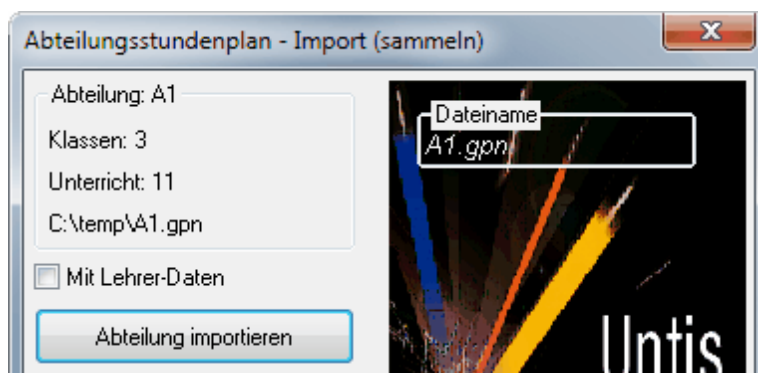 Abteilungsstundenplan - Import (sammeln)
Abteilung: A1
Klassen: 3
Unterricht: 11
C:\temp\A1.gpn
Mit Lehrer-Daten
Abteilung importieren
Dateiname
A1.gpn
Untis